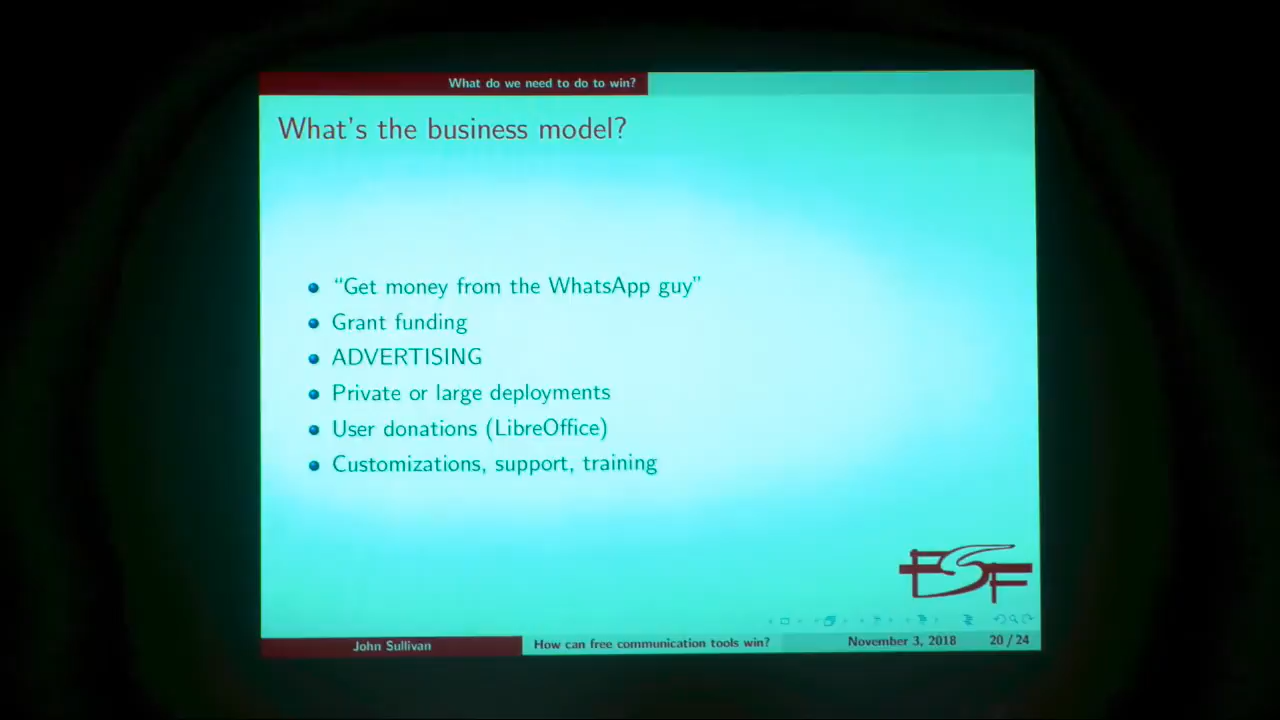 What do we need to do to win?
What's the business model?
“Get money from the WhatsApp guy”
Grant funding
ADVERTISING
Private or large deployments
User donations (LibreOffice)
Customizations, support, training
FSF
John Sullivan How can free communication tools win? November 3, 2018 20 / 24